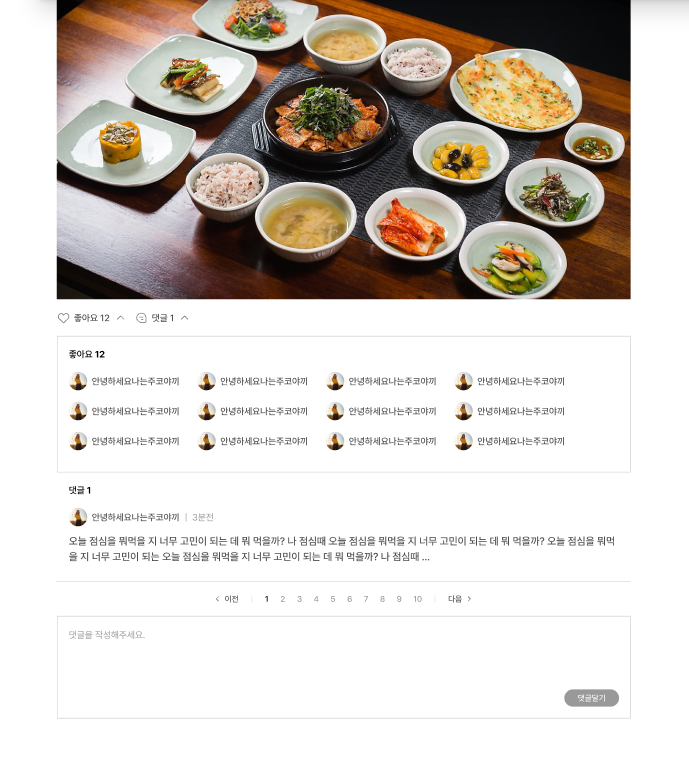 좋아요 12 댓글 1
좋아요 12
안녕하세요나는주코야끼 안녕하세요나는주코야끼 안녕하세요나는주코야끼 안녕하세요나는주코야끼
안녕하세요나는주코야끼 안녕하세요나는주코야끼 안녕하세요나는주코야끼 안녕하세요나는주코야끼
안녕하세요나는주코야끼 안녕하세요나는주코야끼 안녕하세요나는주코야끼 안녕하세요나는주코야끼
댓글 1
안녕하세요나는주코야끼 | 3분전
오늘 점심을 뭐먹을 지 너무 고민이 되는 데 뭐 먹을까? 나 점심때 오늘 점심을 뭐먹을 지 너무 고민이 되는 데 뭐 먹을까? 오늘 점심을 뭐먹
을 지 너무 고민이 되는 오늘 점심을 뭐먹을 지 너무 고민이 되는 데 뭐 먹을까? 나 점심때 ...
< 이전 | 1 2 3 4 5 6 7 8 9 10 | 다음 >
댓글을 작성해주세요.
댓글달기